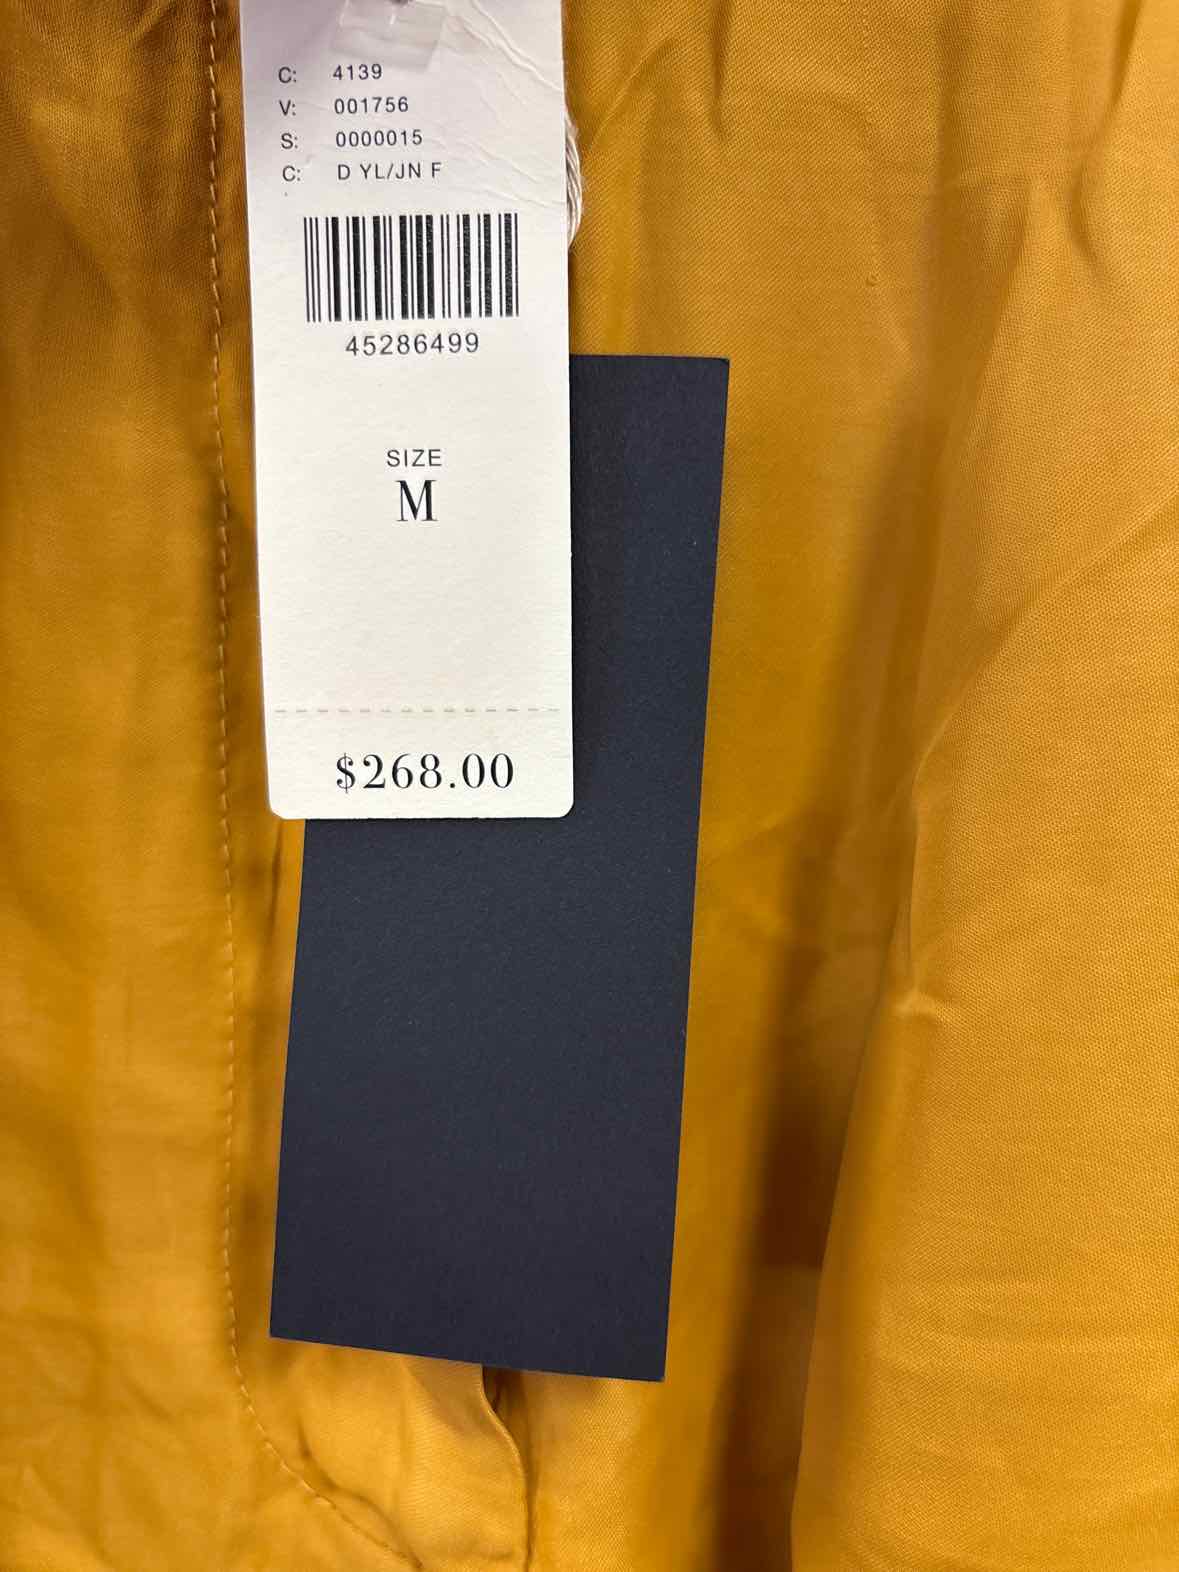 C: 4139
V: 001756
S: 0000015
C: D YL/JN F
45286499
SIZE
M
$268.00